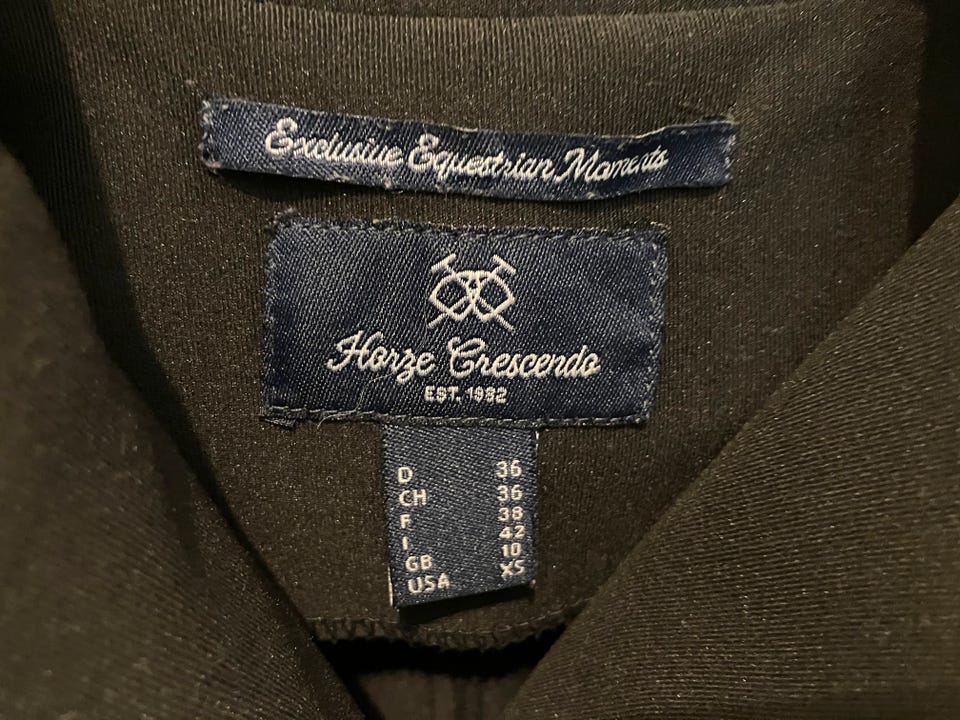 Exclusive Equestrian Moments
Horze Crescendo
EST. 1982
D 36
CH 36
F 38
I 42
GB 10
USA XS